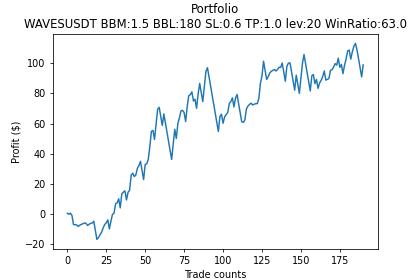 Portfolio
WAVESUSDT BBM:1.5 BBL:180 SL:0.6 TP:1.0 lev:20 WinRatio:63.0
100
80
60
40
20
0
−20
Profit ($)
0 25 50 75 100 125 150 175
Trade counts